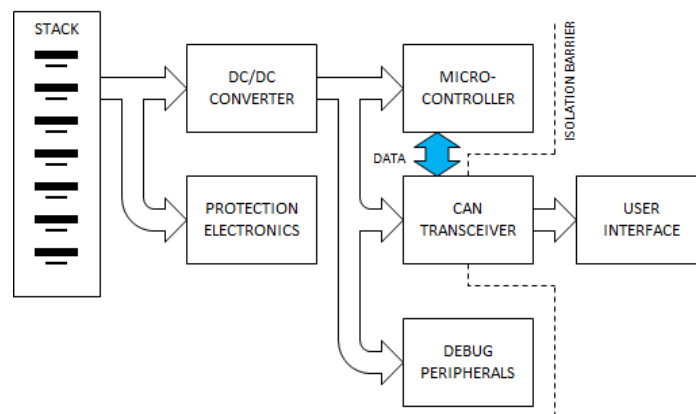 STACK
DC/DC
CONVERTER
MICRO-
CONTROLLER
ISOLATION BARRIER
DATA
PROTECTION
ELECTRONICS
CAN
TRANSCEIVER
USER
INTERFACE
DEBUG
PERIPHERALS